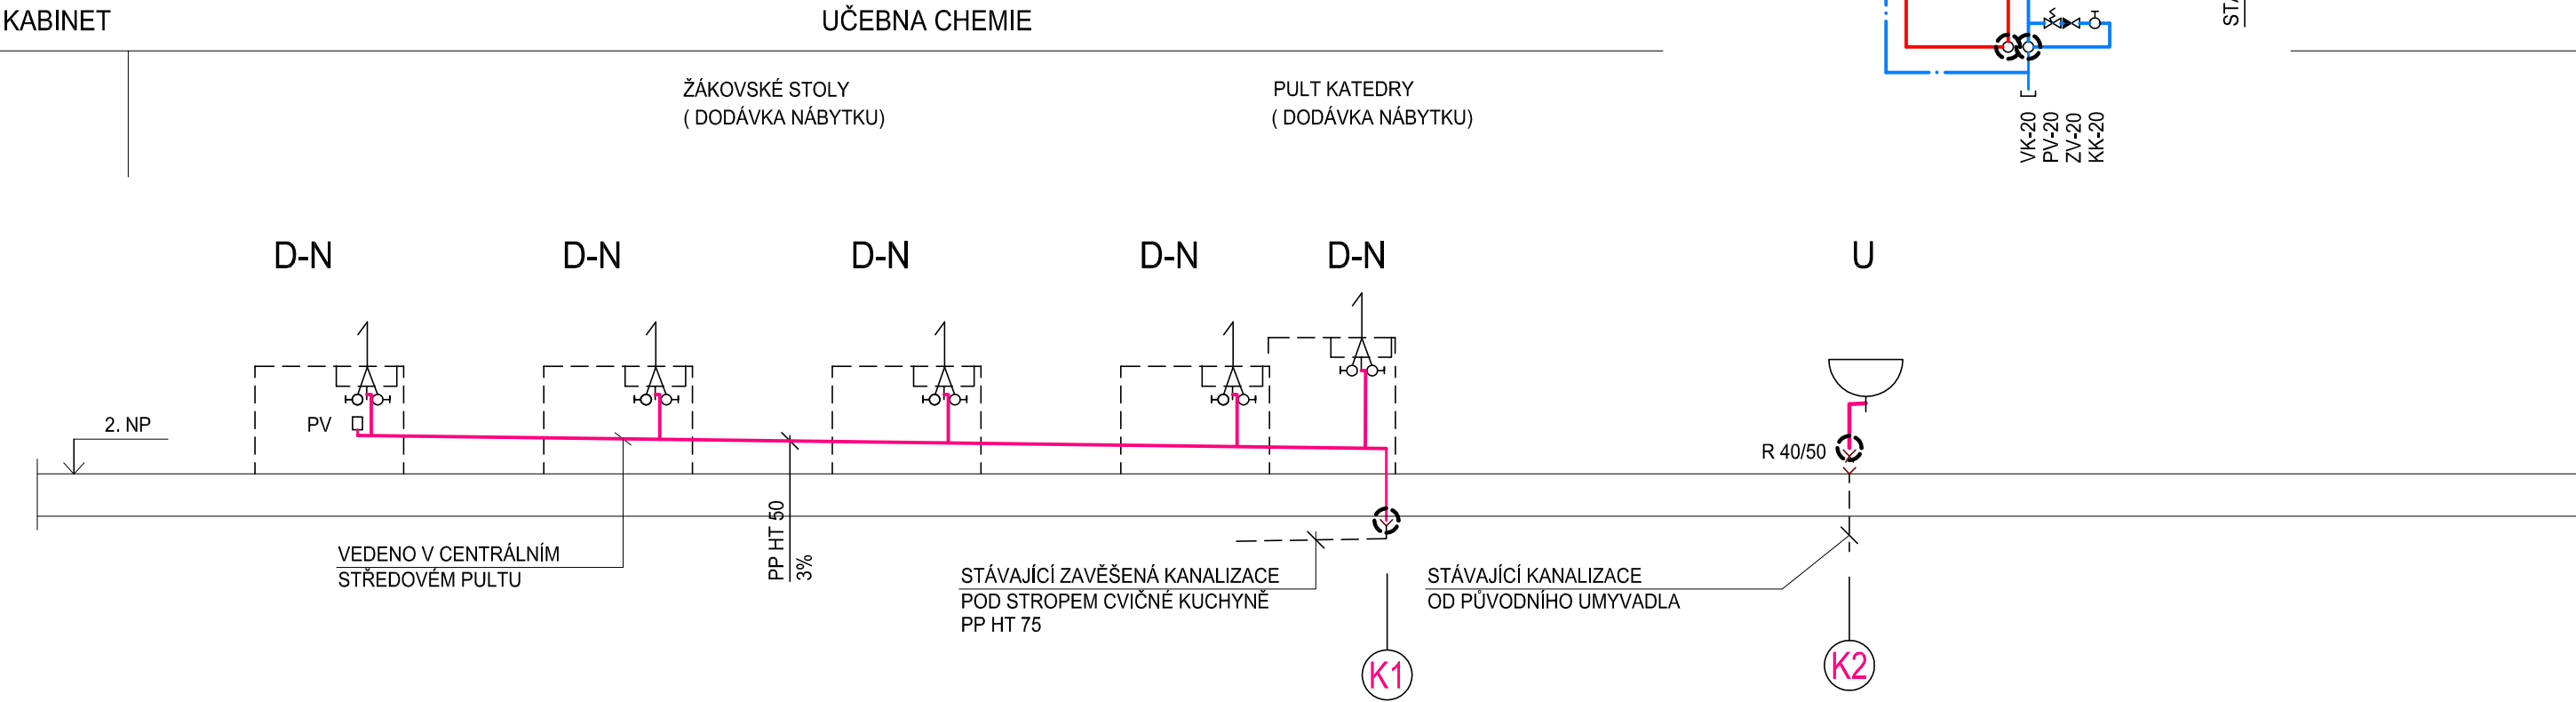 KABINET
UČEBNA CHEMIE
ŽÁKOVSKÉ STOLY
( DODÁVKA NÁBYTKU)
PULT KATEDRY
( DODÁVKA NÁBYTKU)
VK-20
PV-20
ZV-20
KK-20
D-N
D-N
D-N
D-N
D-N
U
2. NP
PV
R 40/50
PP HT 50
3%
VEDENO V CENTRÁLNÍM
STŘEDOVÉM PULTU
STÁVAJÍCÍ ZAVĚŠENÁ KANALIZACE
POD STROPEM CVIČNÉ KUCHYNĚ
PP HT 75
STÁVAJÍCÍ KANALIZACE
OD PŮVODNÍHO UMYVADLA
K1
K2